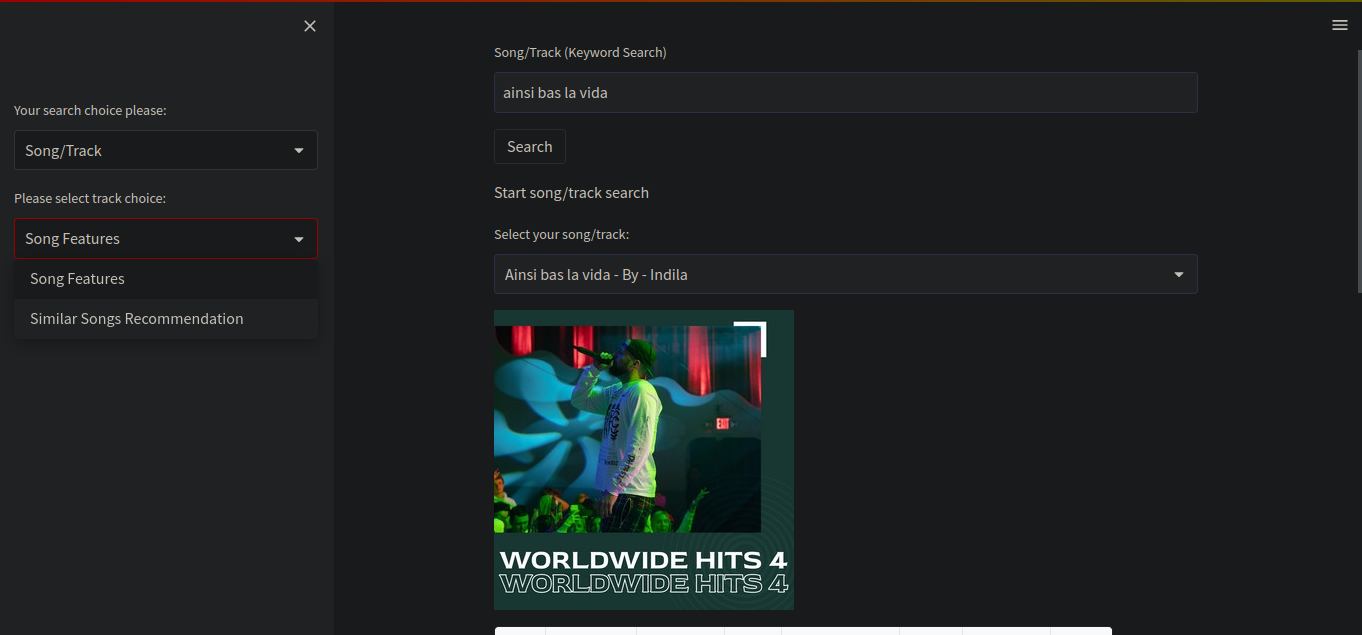 Your search choice please:
Song/Track
Please select track choice:
Song Features
Song Features
Similar Songs Recommendation
Song/Track (Keyword Search)
ainsi bas la vida
Search
Start song/track search
Select your song/track:
Ainsi bas la vida - By - Indila
EXIT
WORLDWIDE HITS 4
WORLDWIDE HITS 4